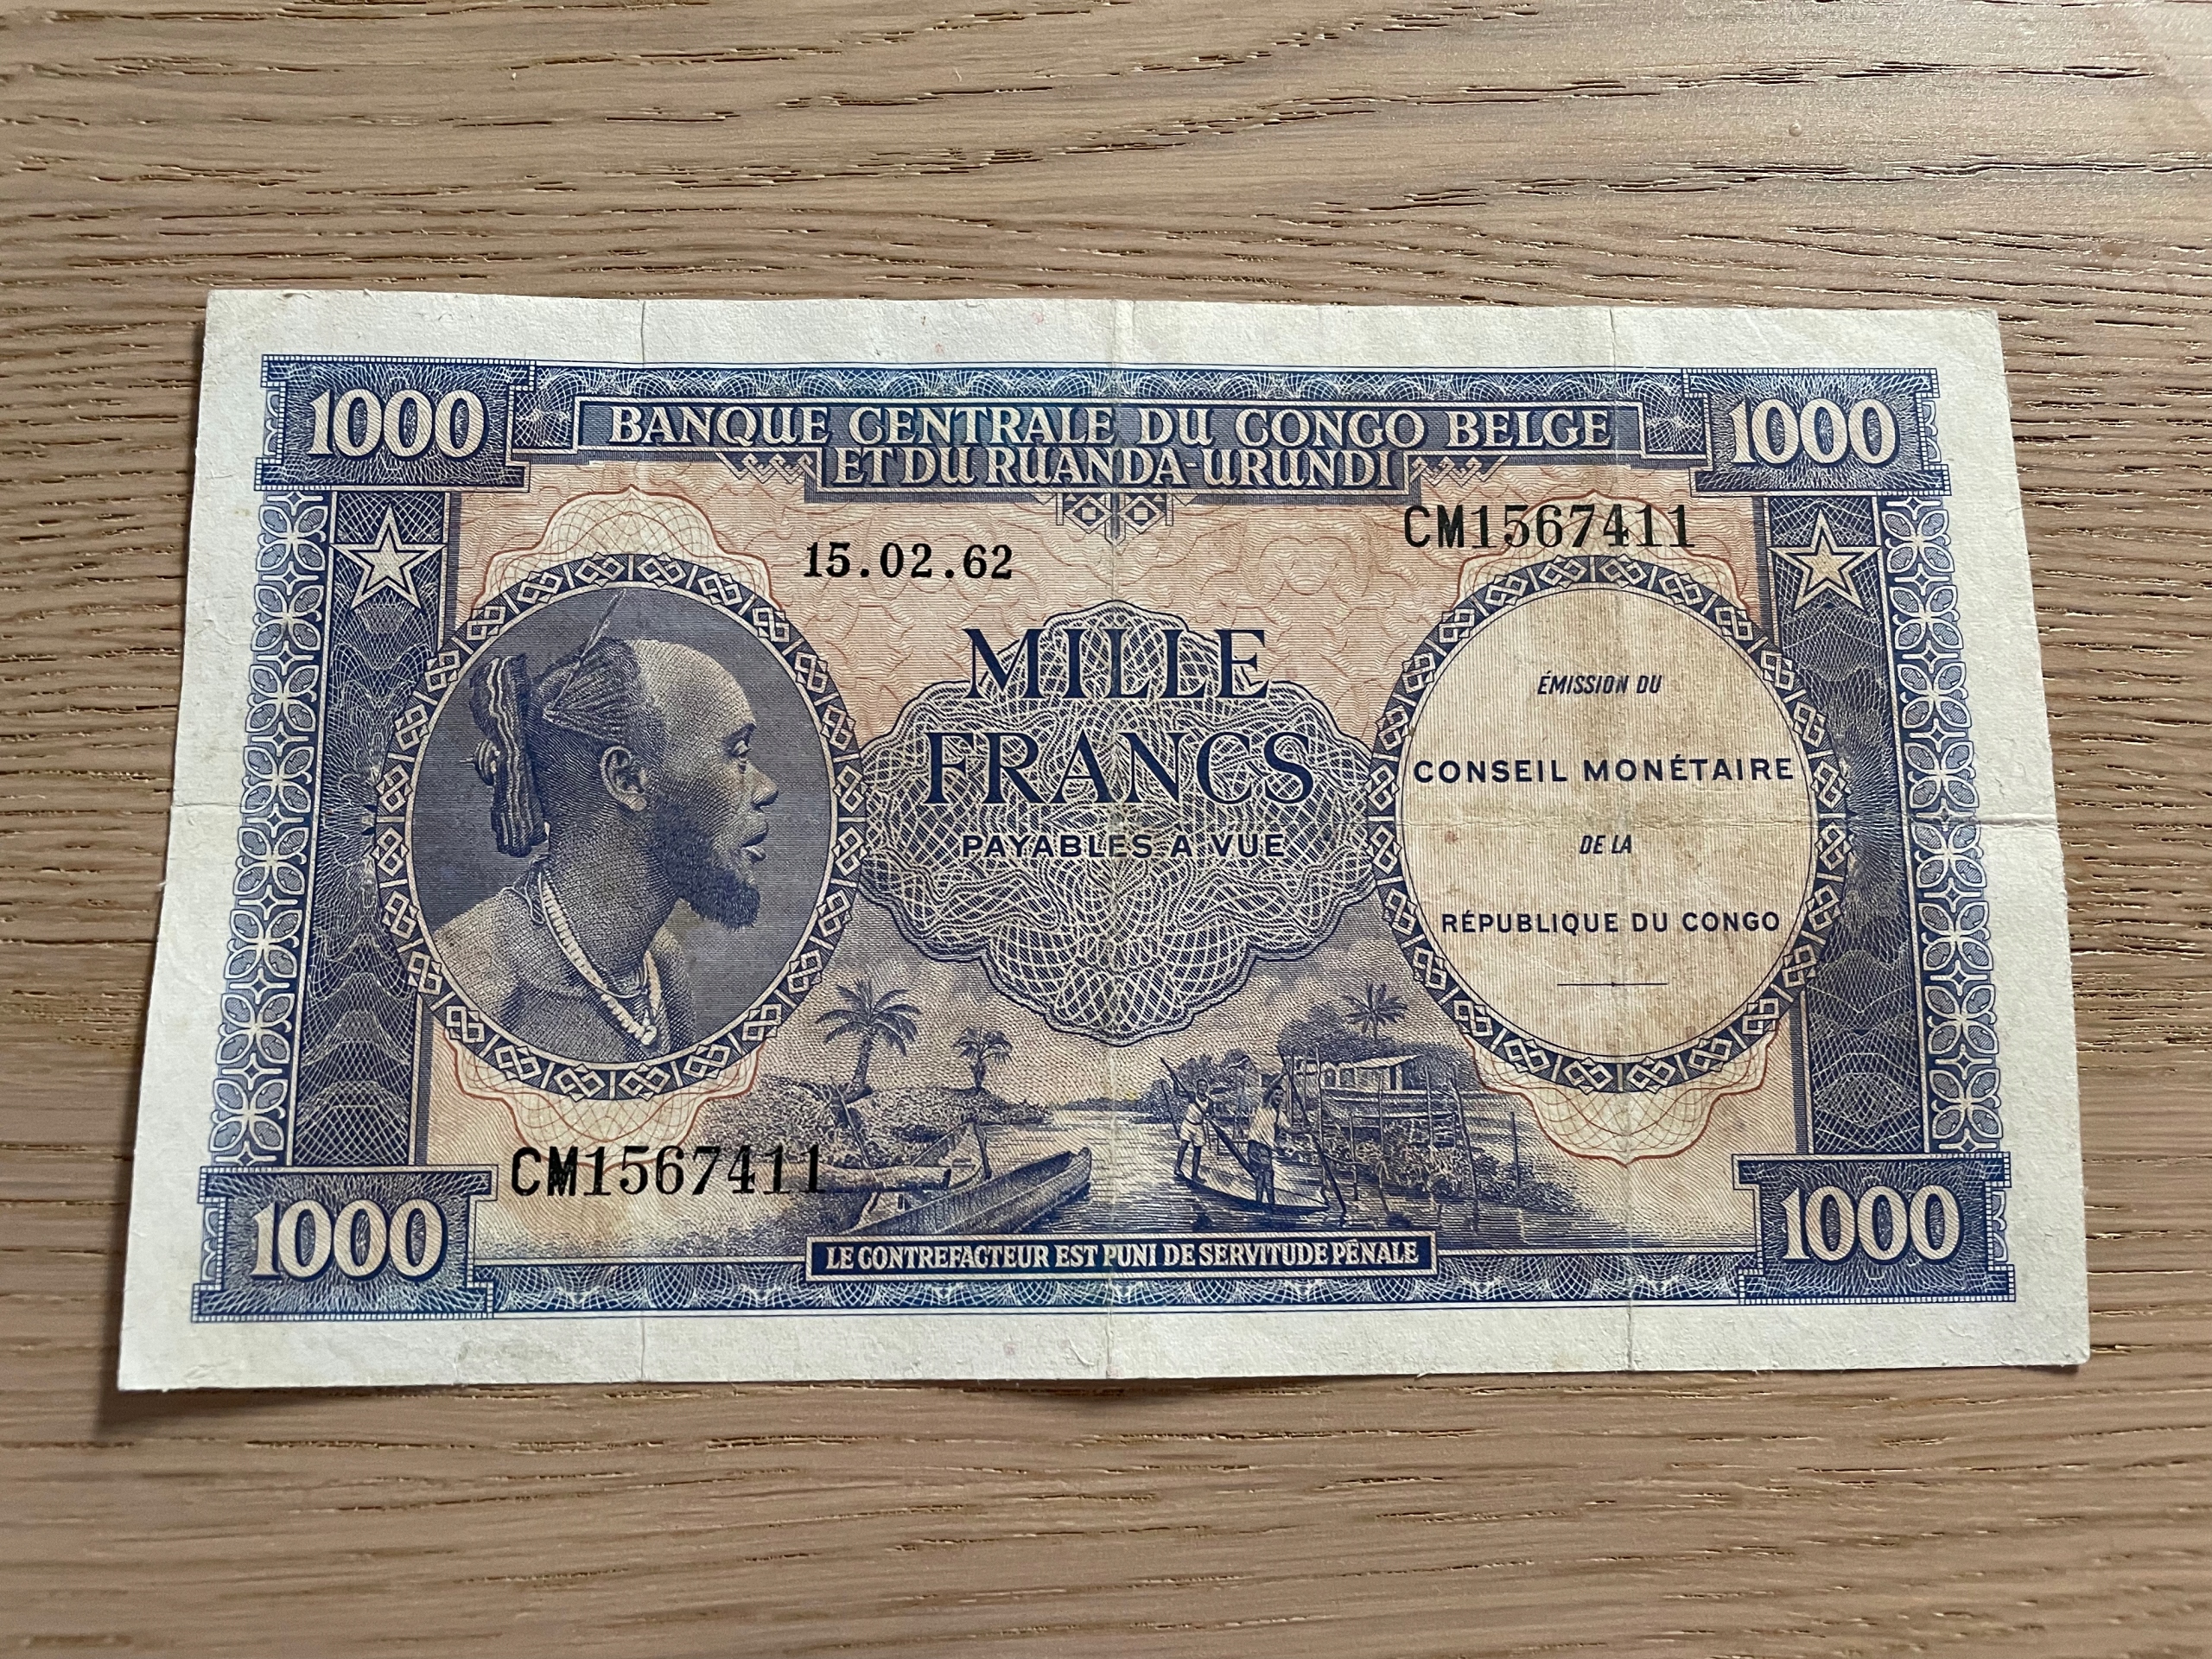 1000
BANQUE CENTRALE DU CONGO BELGE
1000
ET DU RUANDA-URUNDI
CM1567411
15.02.62
MILLE
FRANCS
PAYABLES A VUE
ÉMISSION DU
CONSEIL MONÉTAIRE
DE LA
RÉPUBLIQUE DU CONGO
CM1567411
1000
LE CONTREFACTEUR EST PUNI DE SERVITUDE PÉNALE
1000